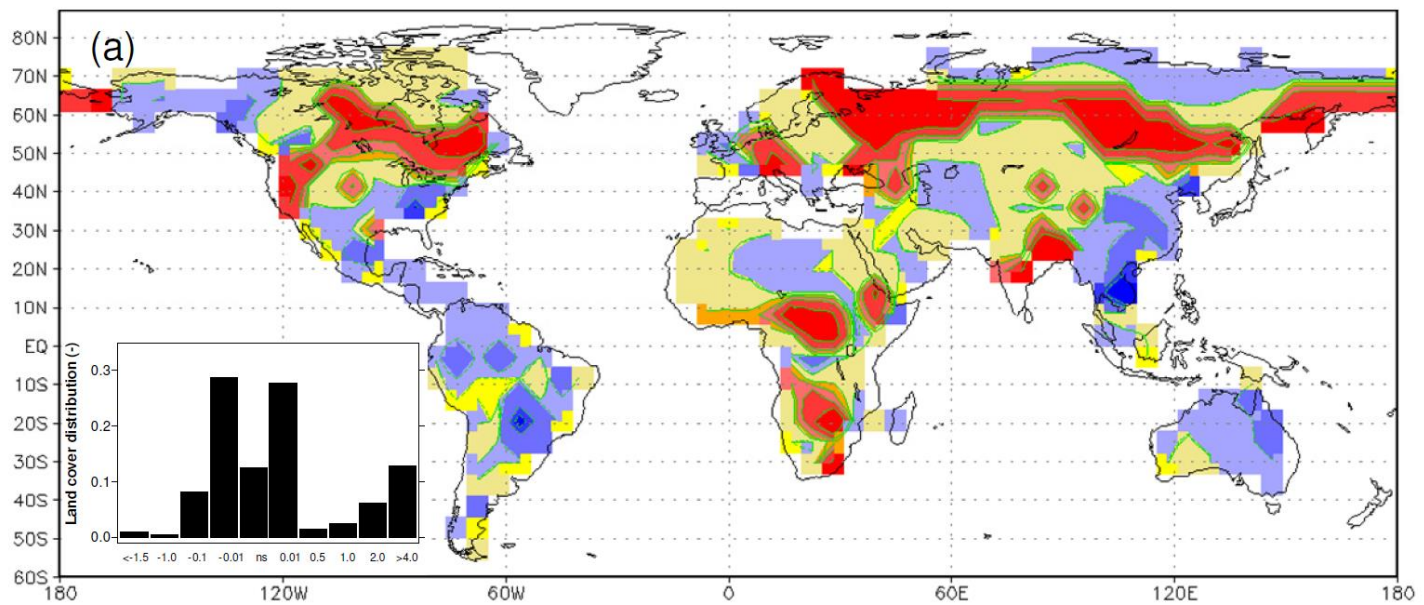 (a)
80N
70N
60N
50N
40N
30N
20N
10N
EQ
10S
20S
30S
40S
50S
60S
180 120W 60W 0 60E 120E 180
Land cover distribution (-)
0.3
0.2
0.1
0.0
<-1.5 -1.0 -0.1 -0.01 ns 0.01 0.5 1.0 2.0 >4.0